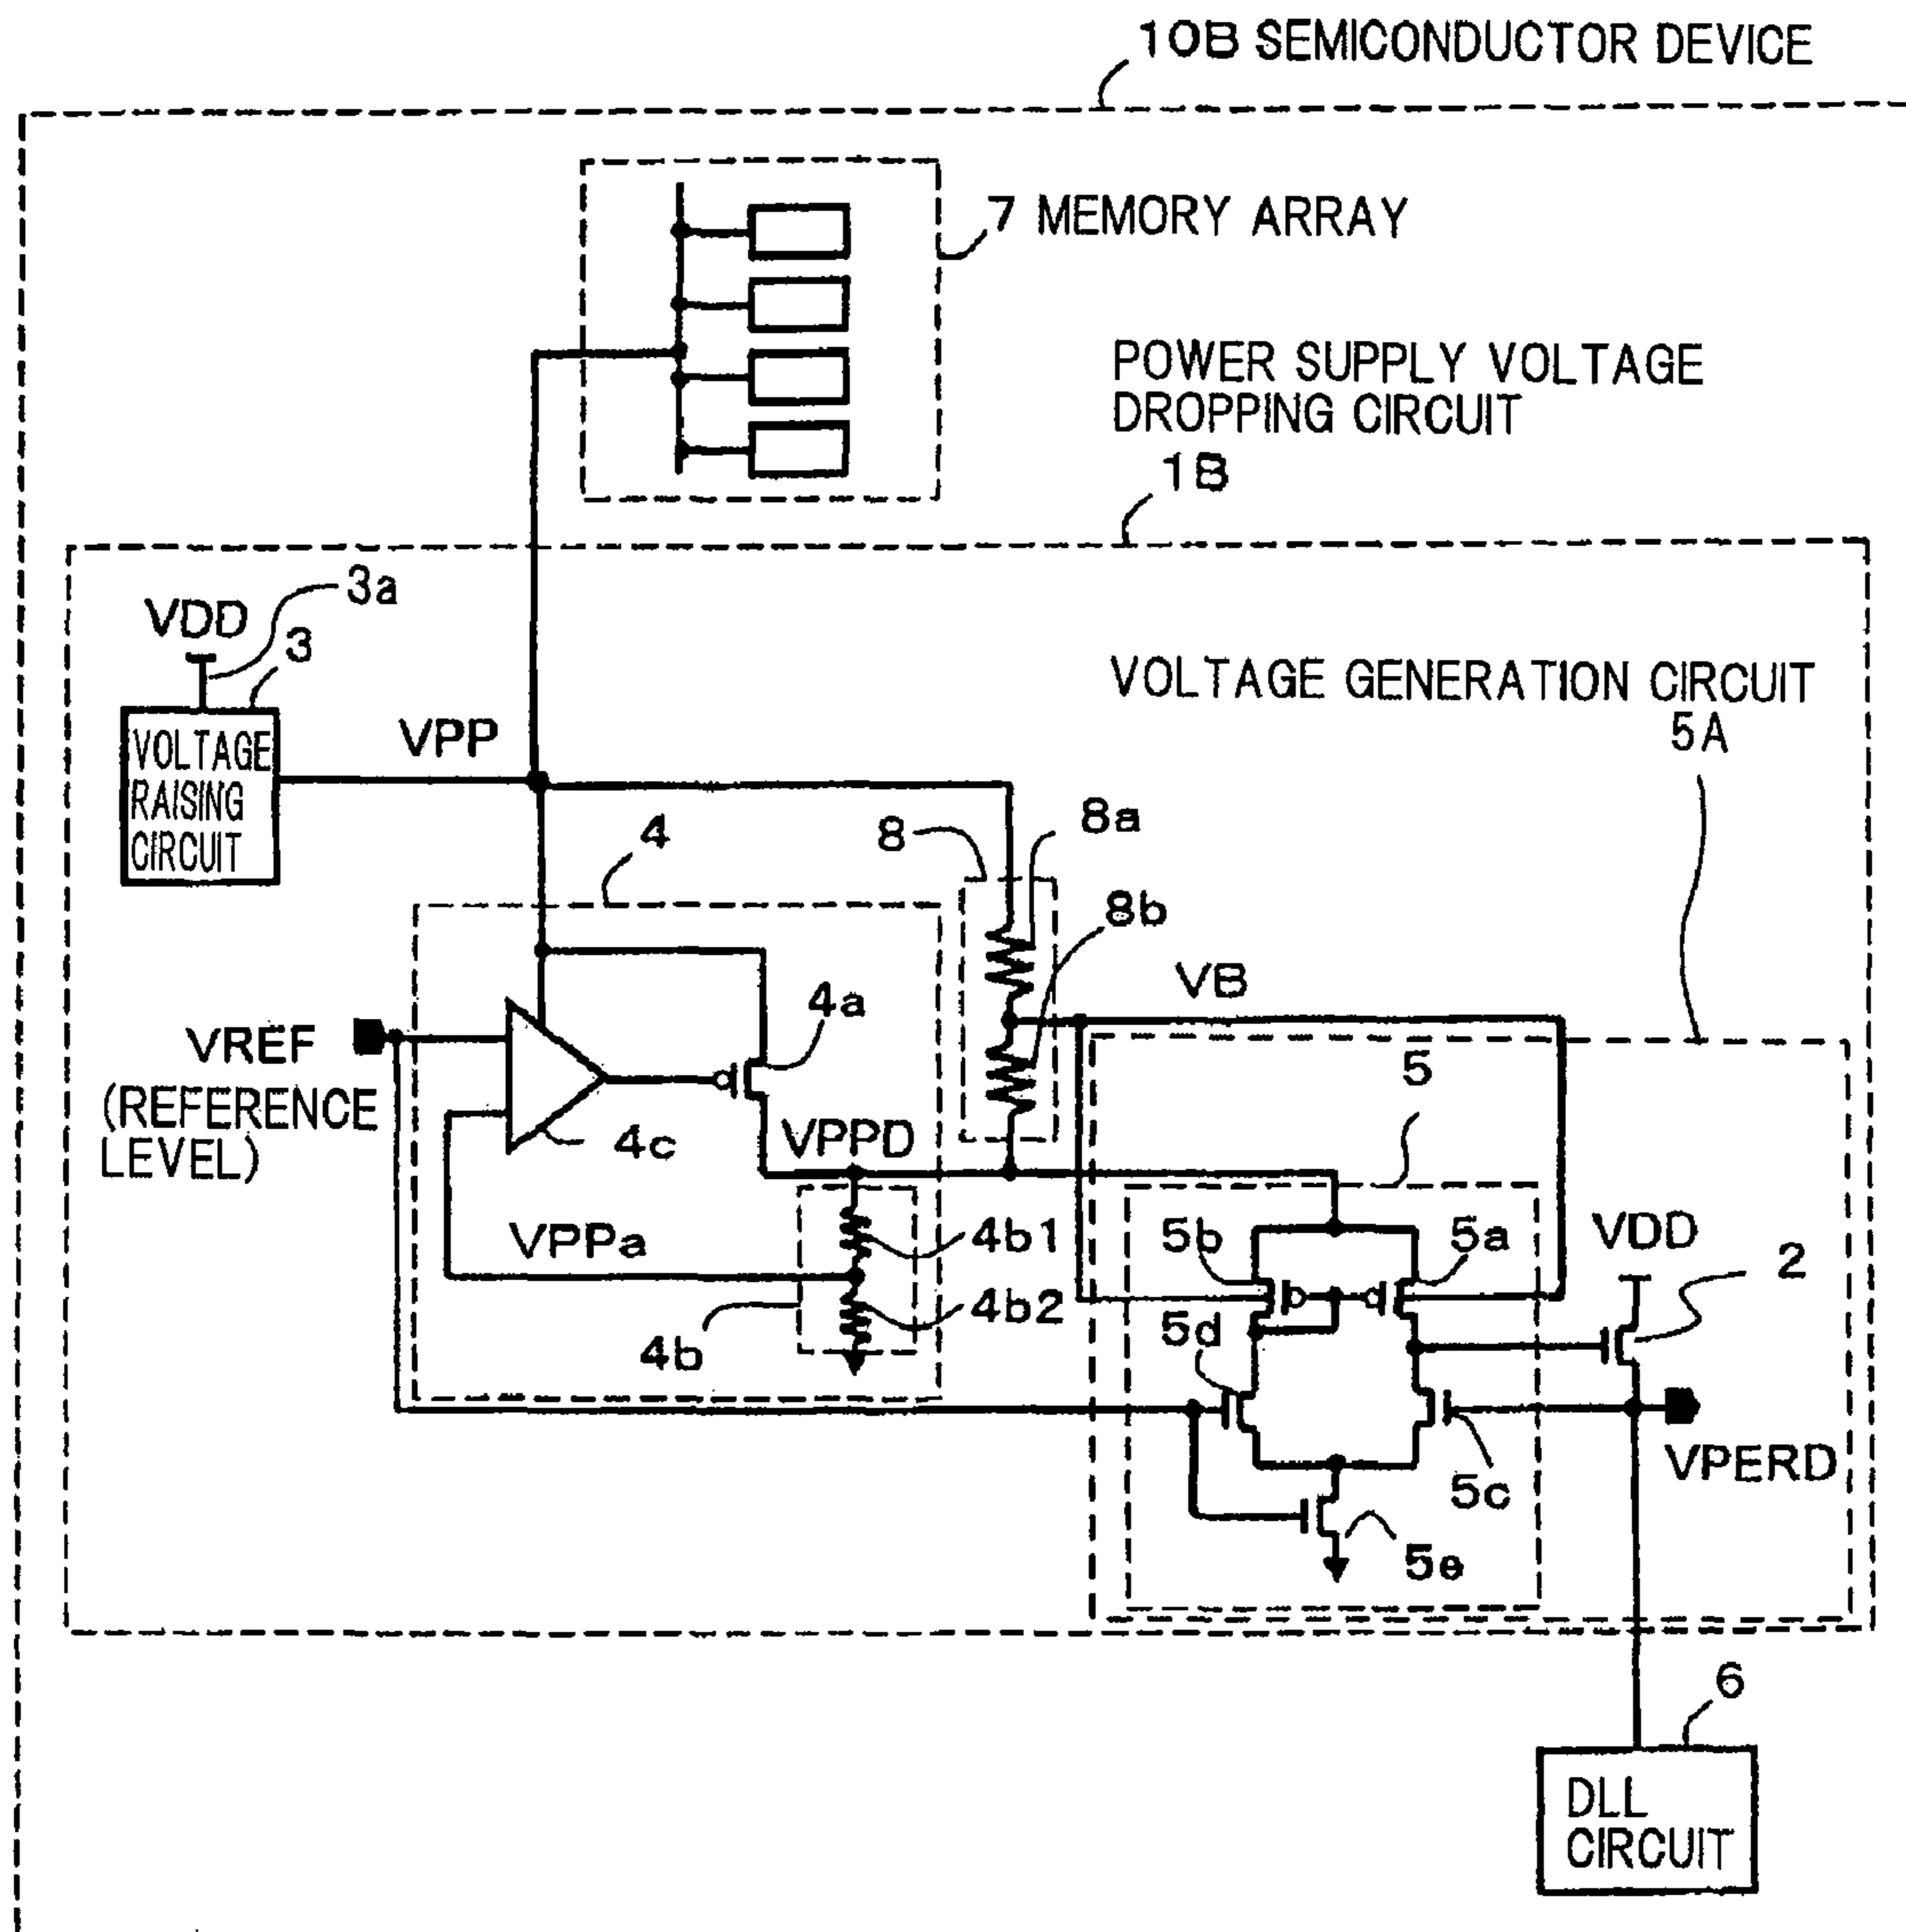 10B SEMICONDUCTOR DEVICE
7 MEMORY ARRAY
POWER SUPPLY VOLTAGE
DROPPING CIRCUIT
1B
3a
VDD
3
VOLTAGE GENERATION CIRCUIT
5A
VOLTAGE
RAISING
CIRCUIT
VPP
4
8
8a
8b
VB
4a
VREF
(REFERENCE
LEVEL)
4c
VPPD
5
VPPa
4b1
4b2
4b
5b
5a
VDD
2
5d
5c
VPERD
5e
6
DLL
CIRCUIT